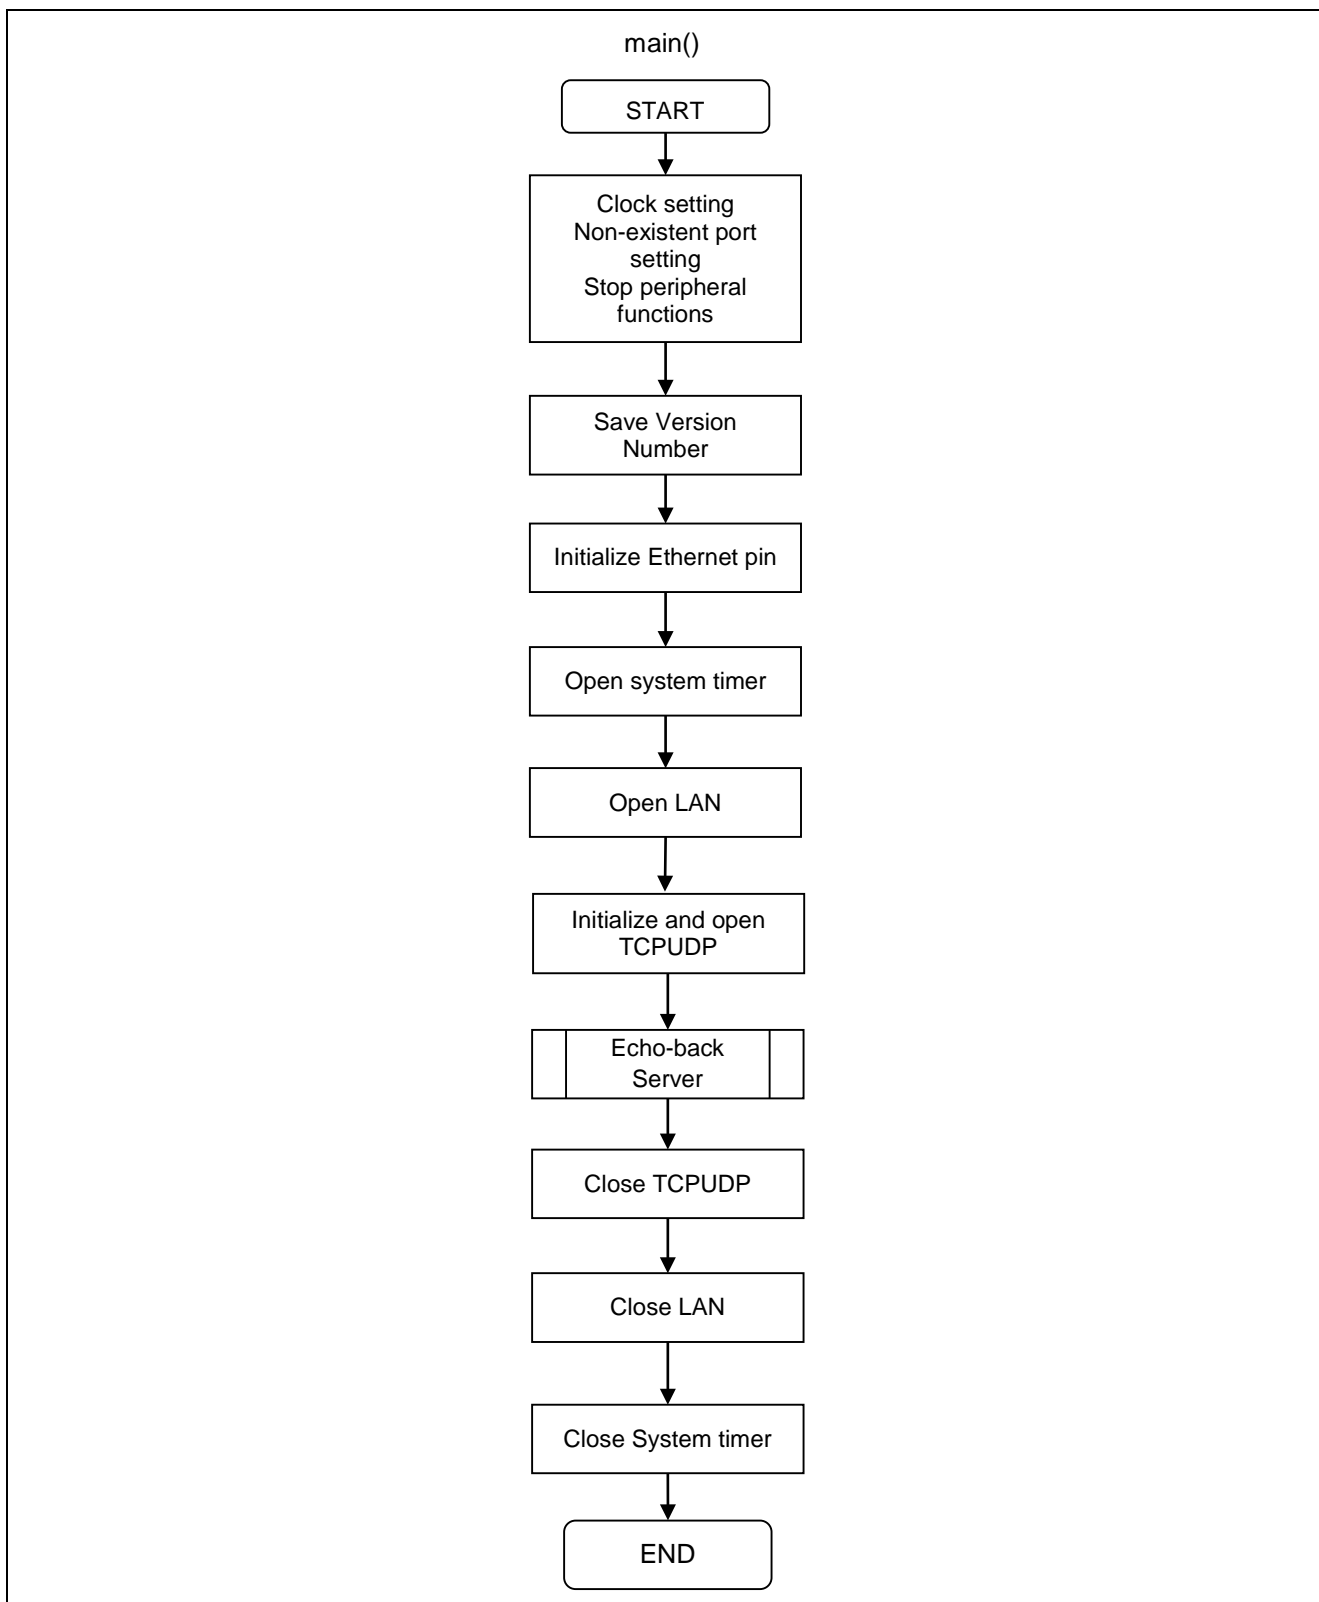 main()
START
Clock setting
Non-existent port
setting
Stop peripheral
functions
Save Version
Number
Initialize Ethernet pin
Open system timer
Open LAN
Initialize and open
TCPUDP
Echo-back
Server
Close TCPUDP
Close LAN
Close System timer
END